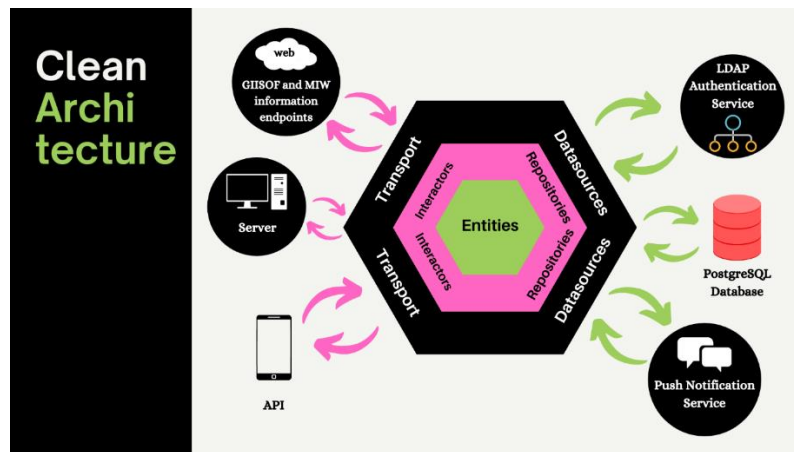 Clean
Archi
tecture
web
GIISOF and MIW
information
endpoints
Server
API
Transport
Transport
Interactors
Interactors
Entities
Repositories
Repositories
Datasources
Datasources
LDAP
Authentication
Service
PostgreSQL
Database
Push Notification
Service